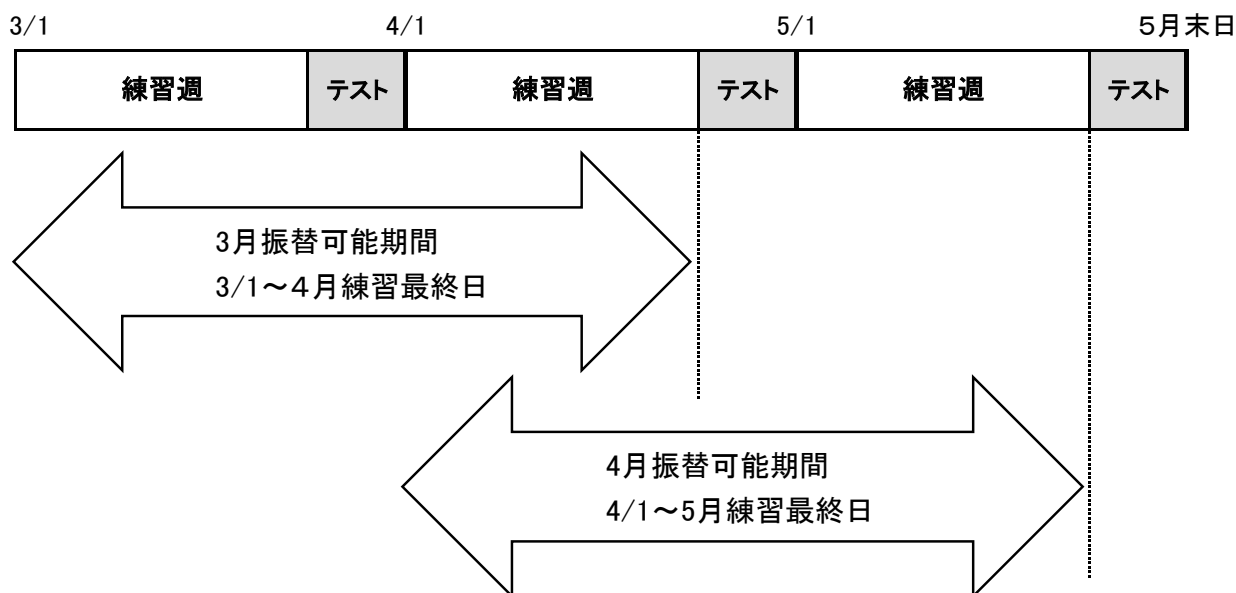 3/1 4/1 5/1 5月末日
練習週 テスト 練習週 テスト 練習週 テスト
3月振替可能期間
3/1～４月練習最終日
4月振替可能期間
4/1～5月練習最終日